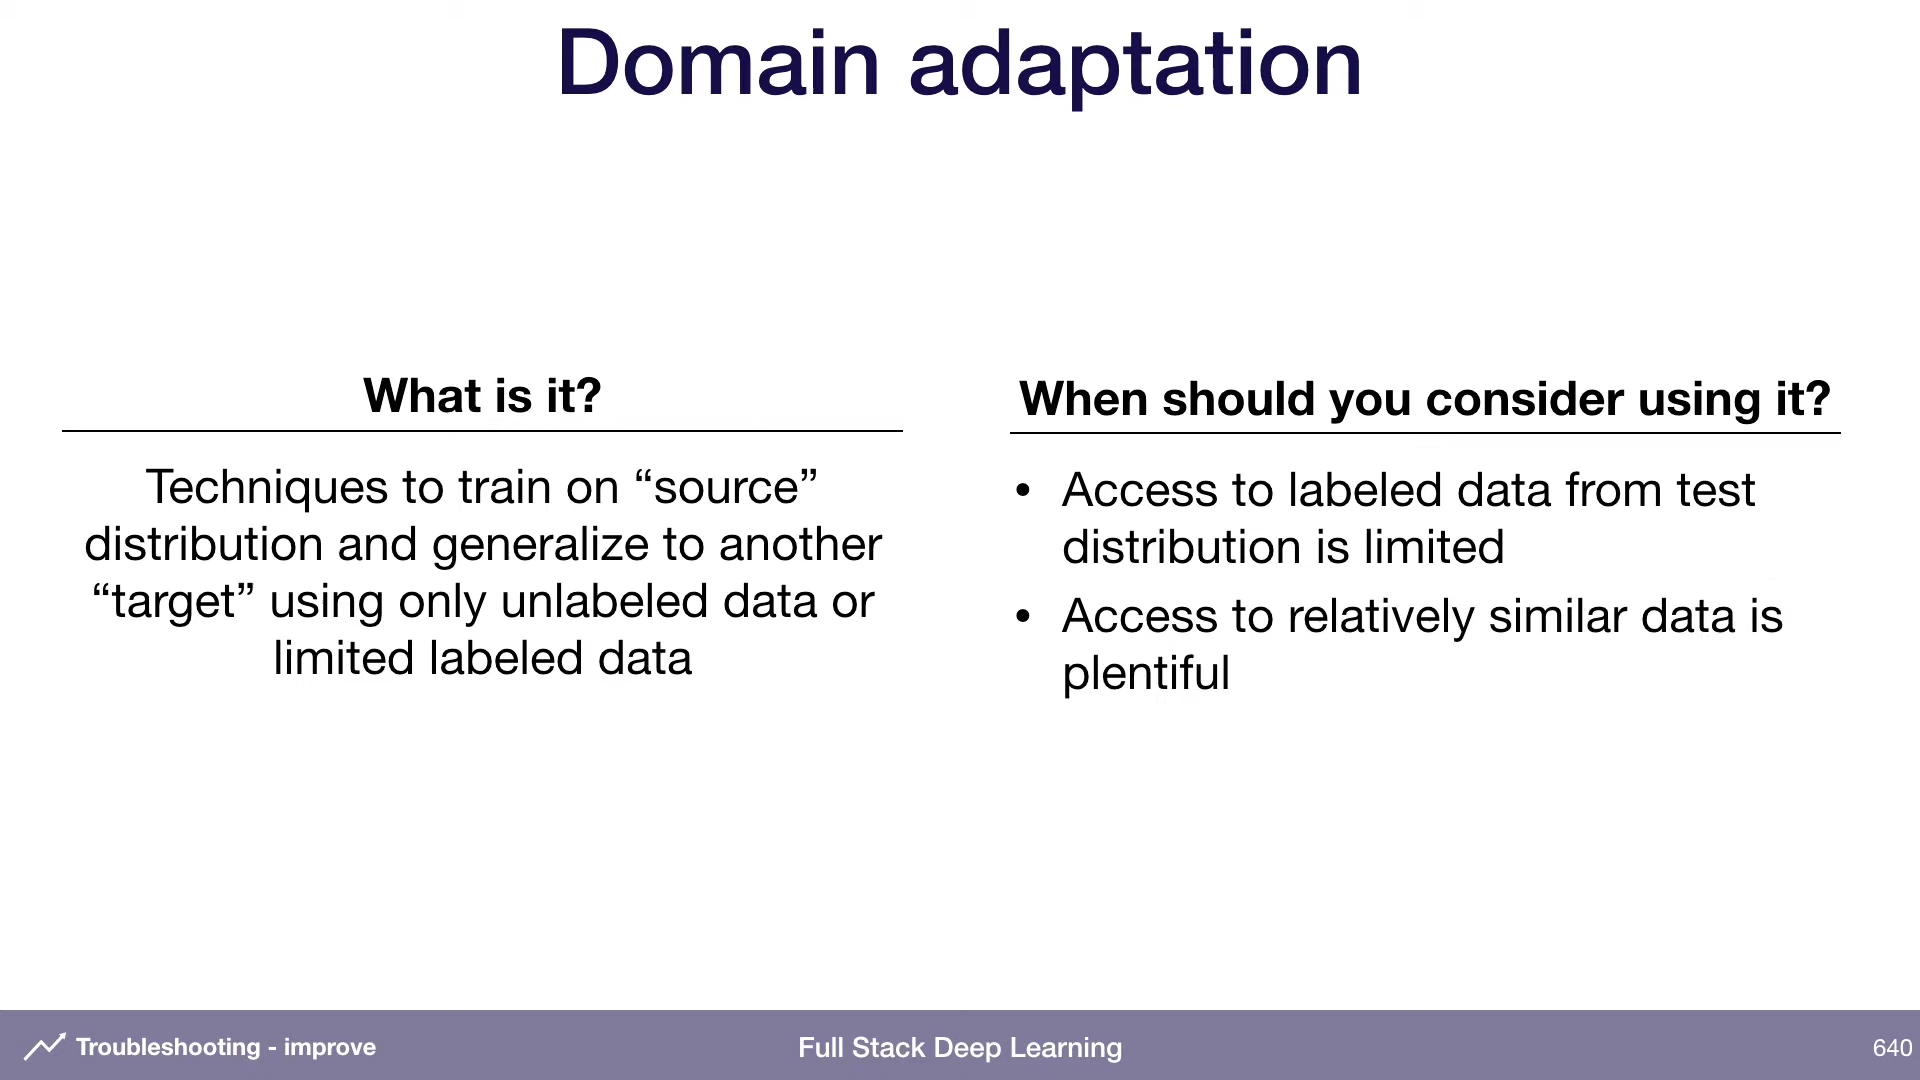 Domain adaptation
What is it?
Techniques to train on “source”
distribution and generalize to another
“target” using only unlabeled data or
limited labeled data
When should you consider using it?
• Access to labeled data from test
distribution is limited
• Access to relatively similar data is
plentiful
Troubleshooting - improve
Full Stack Deep Learning
640